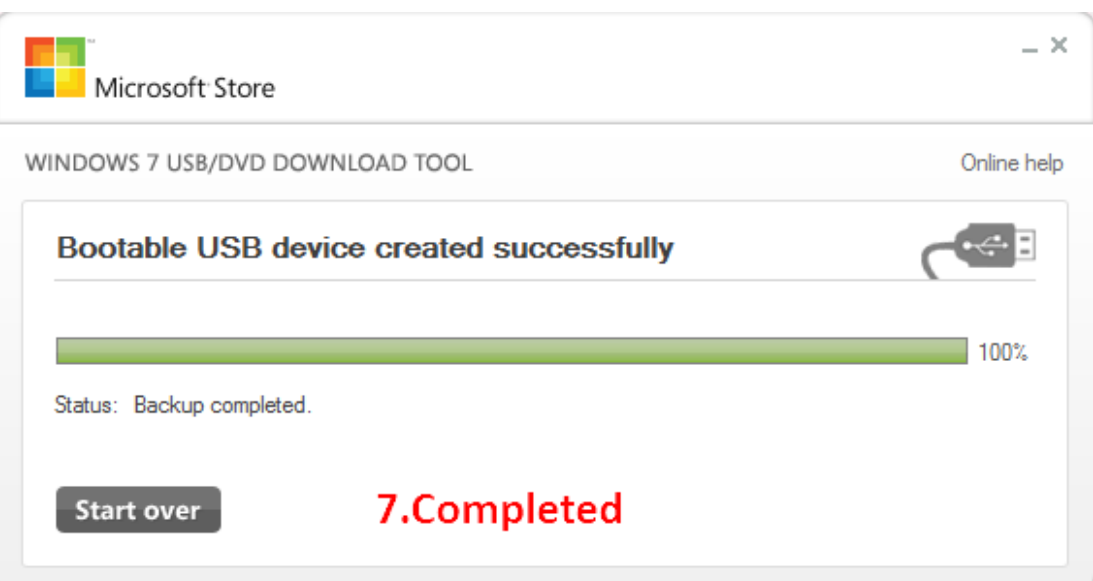 Microsoft Store
WINDOWS 7 USB/DVD DOWNLOAD TOOL
Online help
Bootable USB device created successfully
100%
Status: Backup completed.
Start over
7.Completed